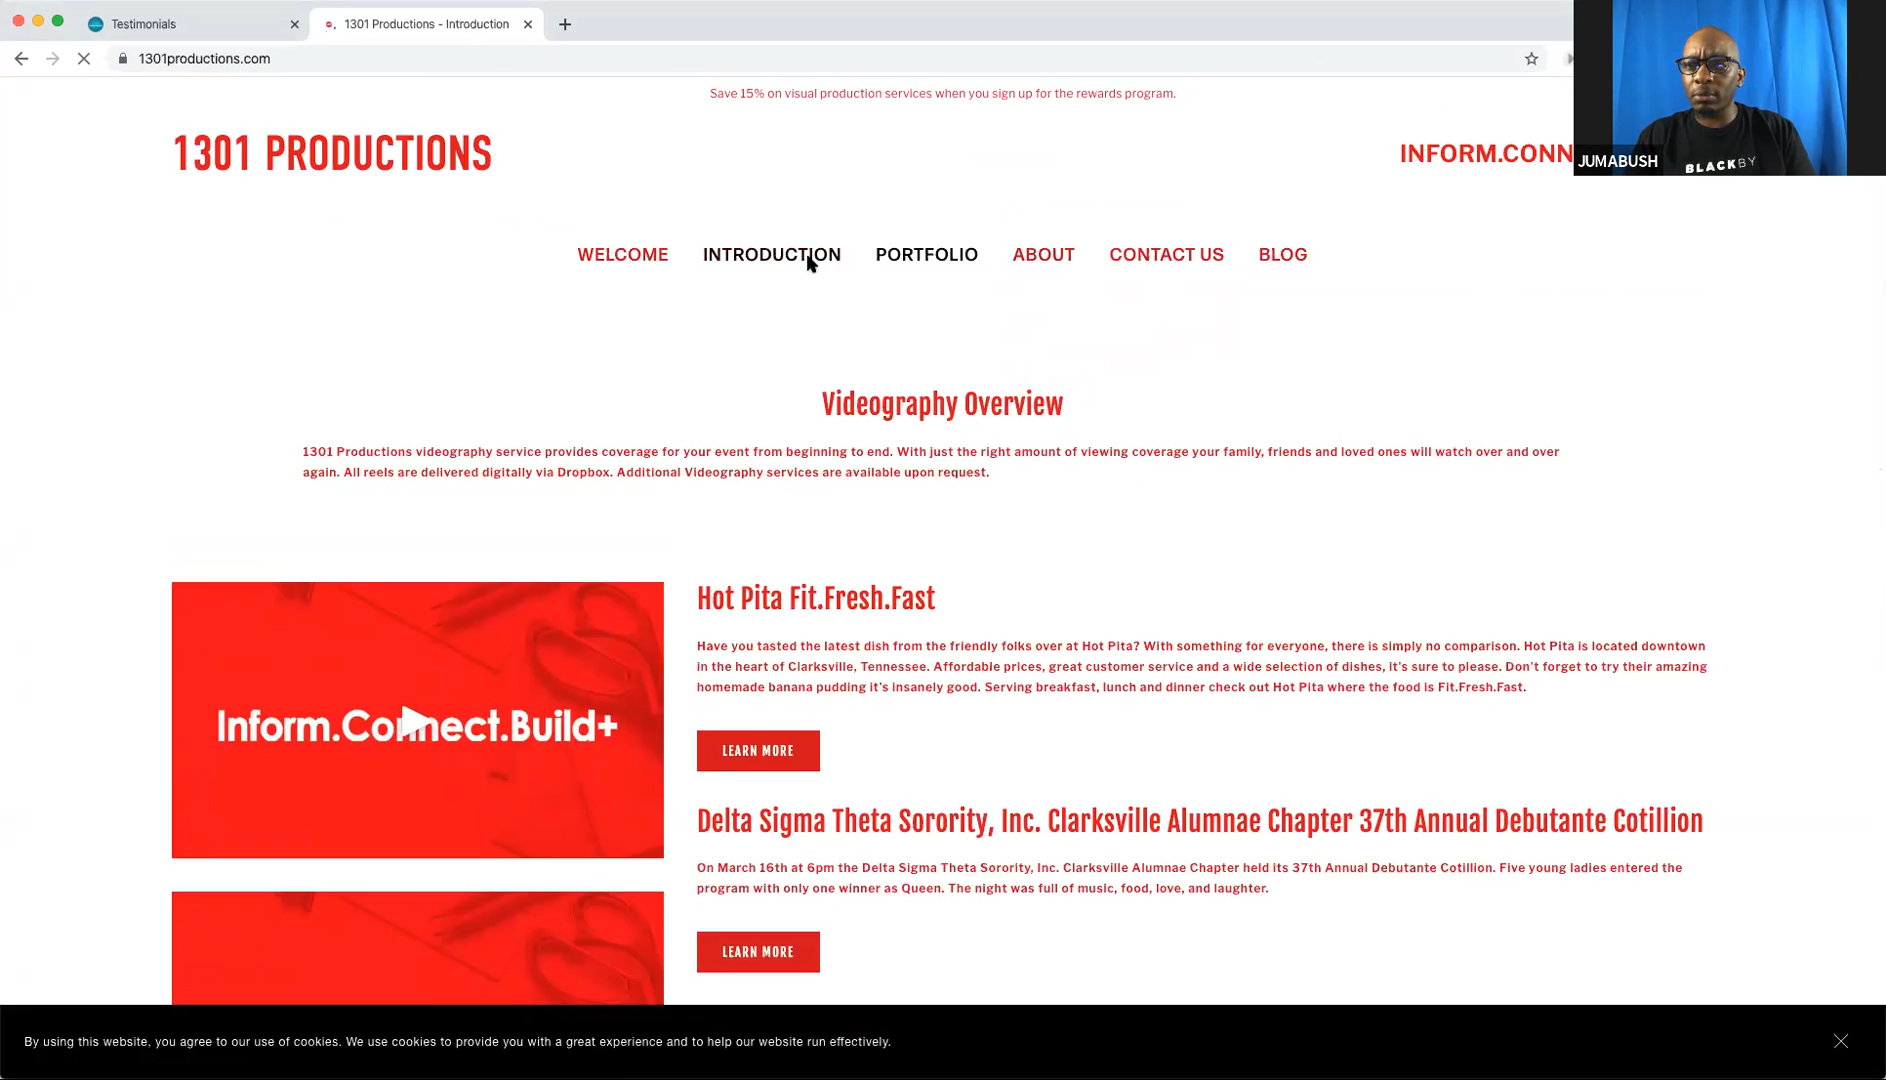 Testimonials
1301 Productions - Introduction
1301productions.com
Save 15% on visual production services when you sign up for the rewards program.
1301 PRODUCTIONS
INFORM.CONN
JUMABUSH
BLACKBY
WELCOME INTRODUCTION PORTFOLIO ABOUT CONTACT US BLOG
Videography Overview
1301 Productions videography service provides coverage for your event from beginning to end. With just the right amount of viewing coverage your family, friends and loved ones will watch over and over
again. All reels are delivered digitally via Dropbox. Additional Videography services are available upon request.
Inform.Connect.Build+
Hot Pita Fit.Fresh.Fast
Have you tasted the latest dish from the friendly folks over at Hot Pita? With something for everyone, there is simply no comparison. Hot Pita is located downtown
in the heart of Clarksville, Tennessee. Affordable prices, great customer service and a wide selection of dishes, it's sure to please. Don't forget to try their amazing
homemade banana pudding it's insanely good. Serving breakfast, lunch and dinner check out Hot Pita where the food is Fit.Fresh.Fast.
LEARN MORE
Delta Sigma Theta Sorority, Inc. Clarksville Alumnae Chapter 37th Annual Debutante Cotillion
On March 16th at 6pm the Delta Sigma Theta Sorority, Inc. Clarksville Alumnae Chapter held its 37th Annual Debutante Cotillion. Five young ladies entered the
program with only one winner as Queen. The night was full of music, food, love, and laughter.
LEARN MORE
By using this website, you agree to our use of cookies. We use cookies to provide you with a great experience and to help our website run effectively.